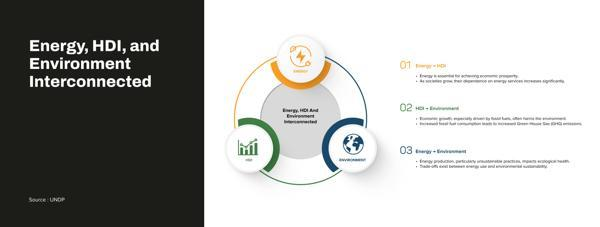 Energy, HDI, and
Environment
Interconnected
Source : UNDP
ENERGY
Energy, HDI And
Environment
Interconnected
HDI
ENVIRONMENT
01 Energy → HDI
• Energy is essential for achieving economic prosperity.
• As societies grow, their dependence on energy services increases significantly.
02 HDI → Environment
• Economic growth, especially driven by fossil fuels, often harms the environment.
• Increased fossil fuel consumption leads to increased Green House Gas (GHG) emissions.
03 Energy → Environment
• Energy production, particularly unsustainable practices, impacts ecological health.
• Trade-offs exist between energy use and environmental sustainability.